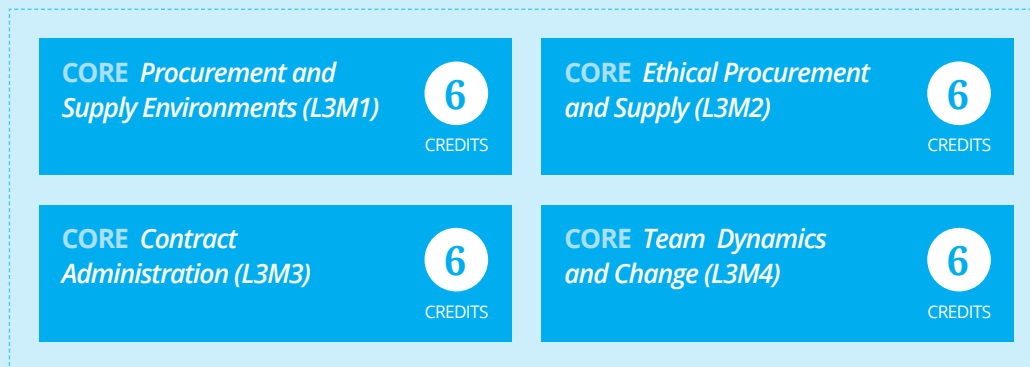 CORE Procurement and
Supply Environments (L3M1)
6
CREDITS
CORE Ethical Procurement
and Supply (L3M2)
6
CREDITS
CORE Contract
Administration (L3M3)
6
CREDITS
CORE Team Dynamics
and Change (L3M4)
6
CREDITS